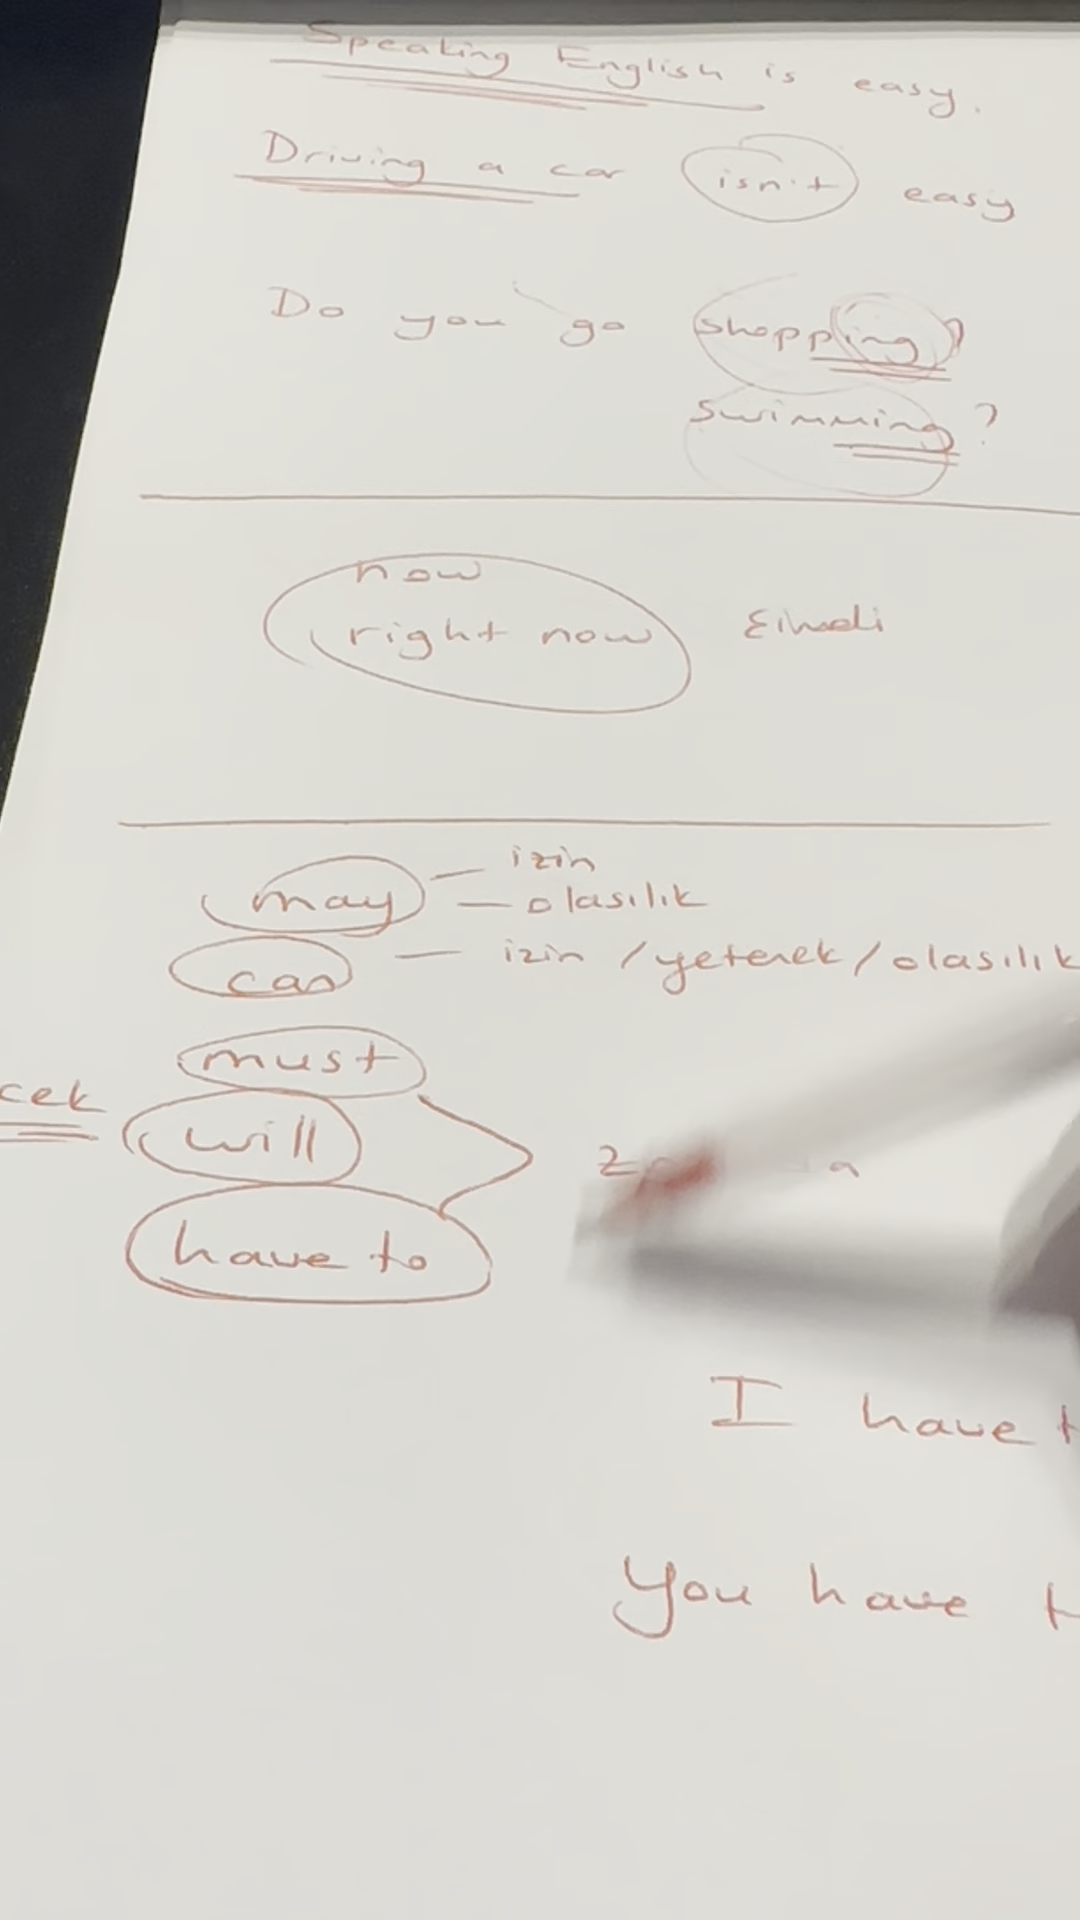 Speaking English is easy.
Driving a car isn't easy
Do you go shopping?
swimming?
now
right now
may — izin
— olasılık
can — izin / yetenek / olasılık
must
cek will
have to
I have t
You have t